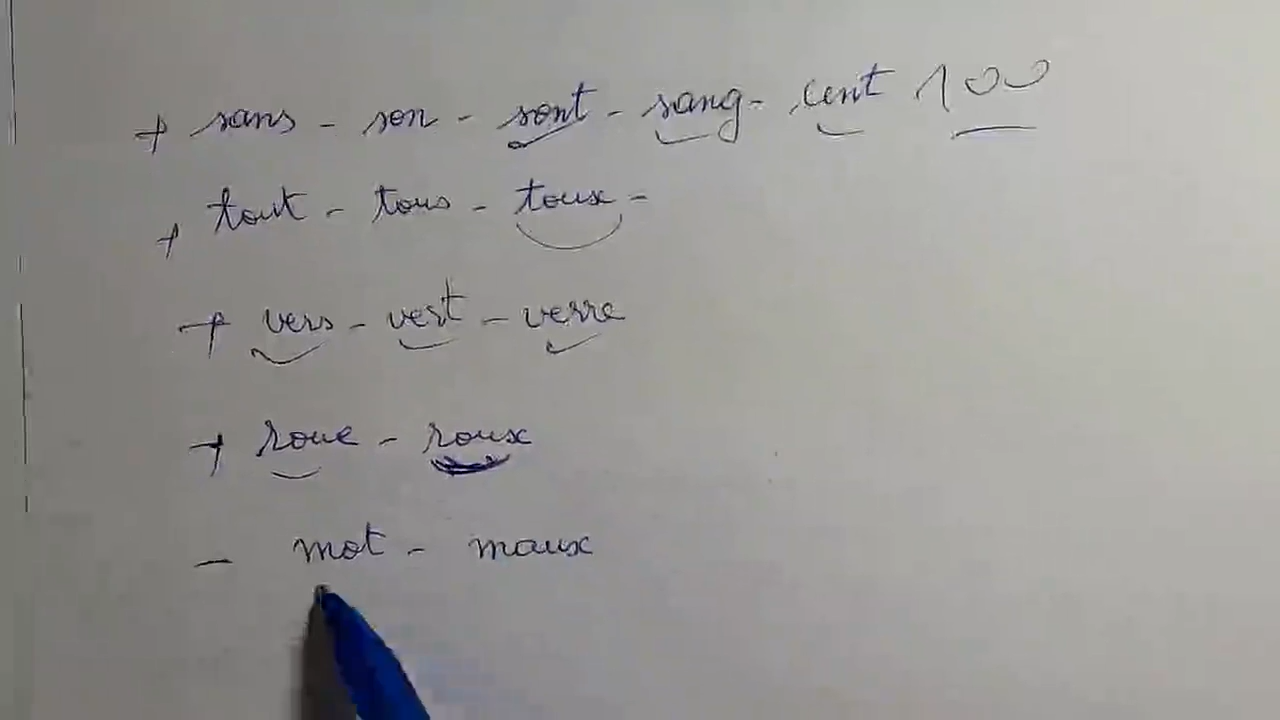 + sans - son - sont - sang - cent 100
+ tout - tous - toux -
+ vers - vert - verre
+ roue - roux
- mot - maux